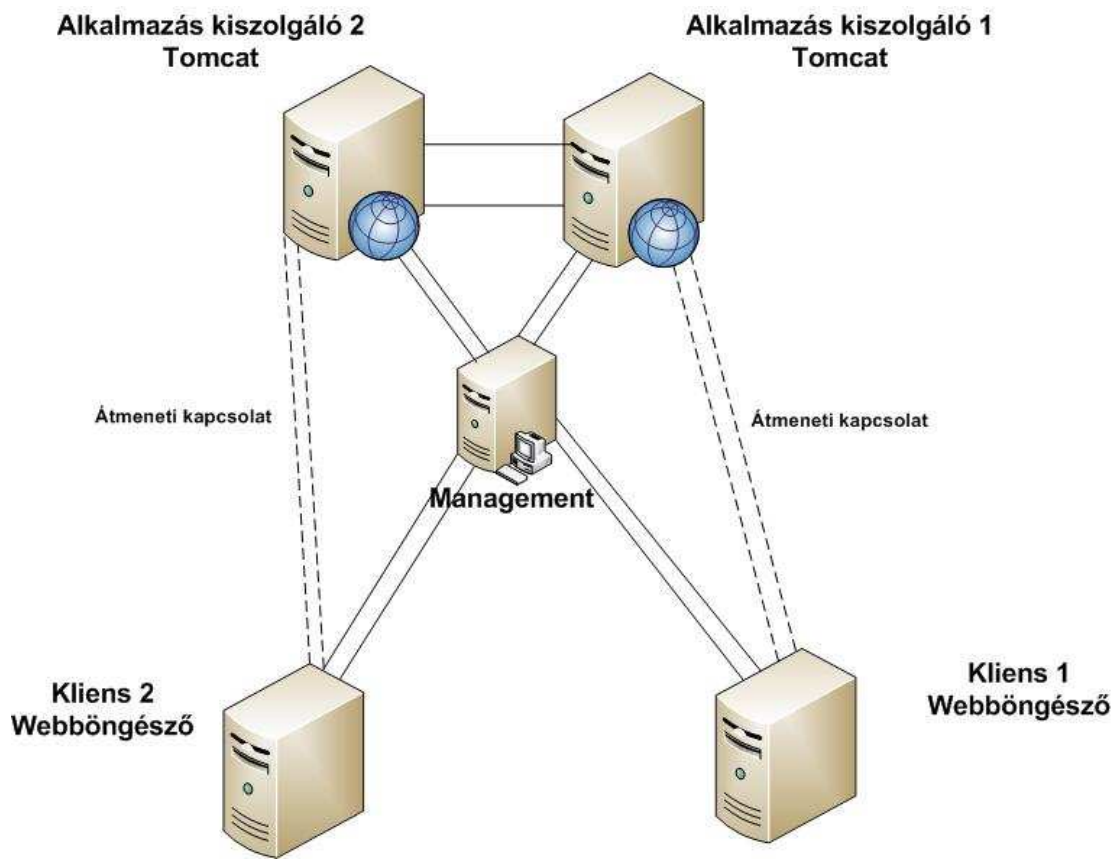 Alkalmazás kiszolgáló 2
Tomcat
Alkalmazás kiszolgáló 1
Tomcat
Átmeneti kapcsolat
Átmeneti kapcsolat
Management
Kliens 2
Webböngésző
Kliens 1
Webböngésző